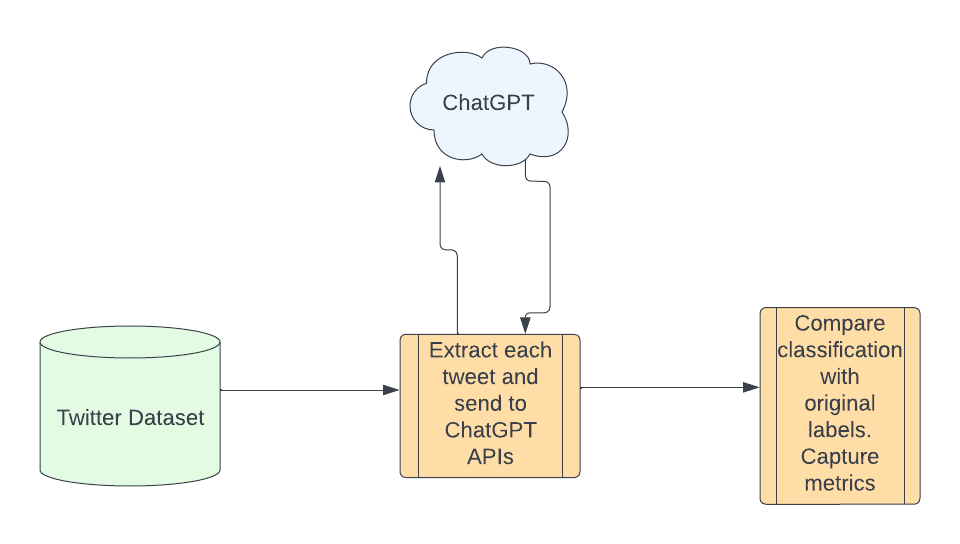 ChatGPT
Twitter Dataset
Extract each
tweet and
send to
ChatGPT
APIs
Compare
classification
with
original
labels.
Capture
metrics